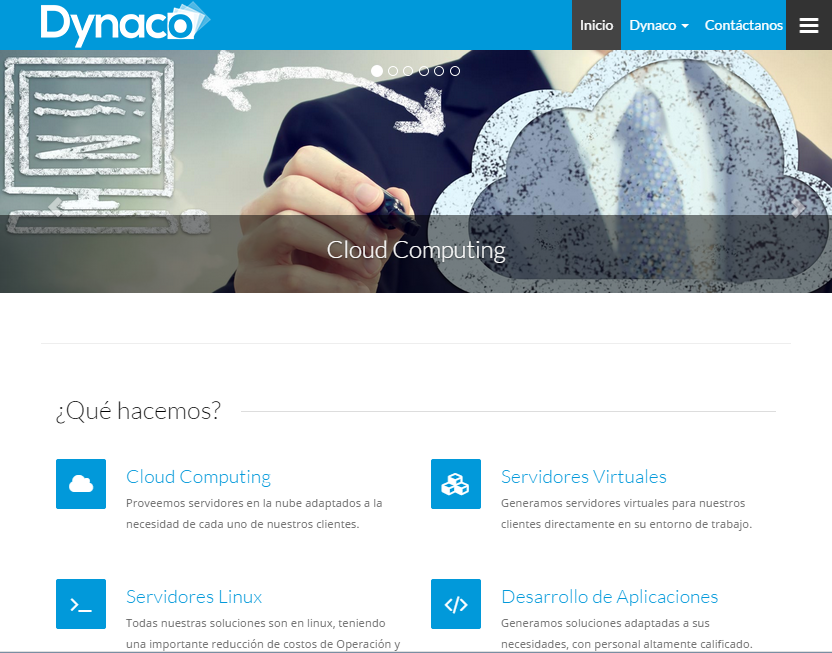 Dynaco
Inicio
Dynaco
Contáctanos
Cloud Computing
¿Qué hacemos?
Cloud Computing
Proveemos servidores en la nube adaptados a la
necesidad de cada uno de nuestros clientes.
Servidores Virtuales
Generamos servidores virtuales para nuestros
clientes directamente en su entorno de trabajo.
Servidores Linux
Todas nuestras soluciones son en linux, teniendo
una importante reducción de costos de Operación y
Desarrollo de Aplicaciones
Generamos soluciones adaptadas a sus
necesidades, con personal altamente calificado.